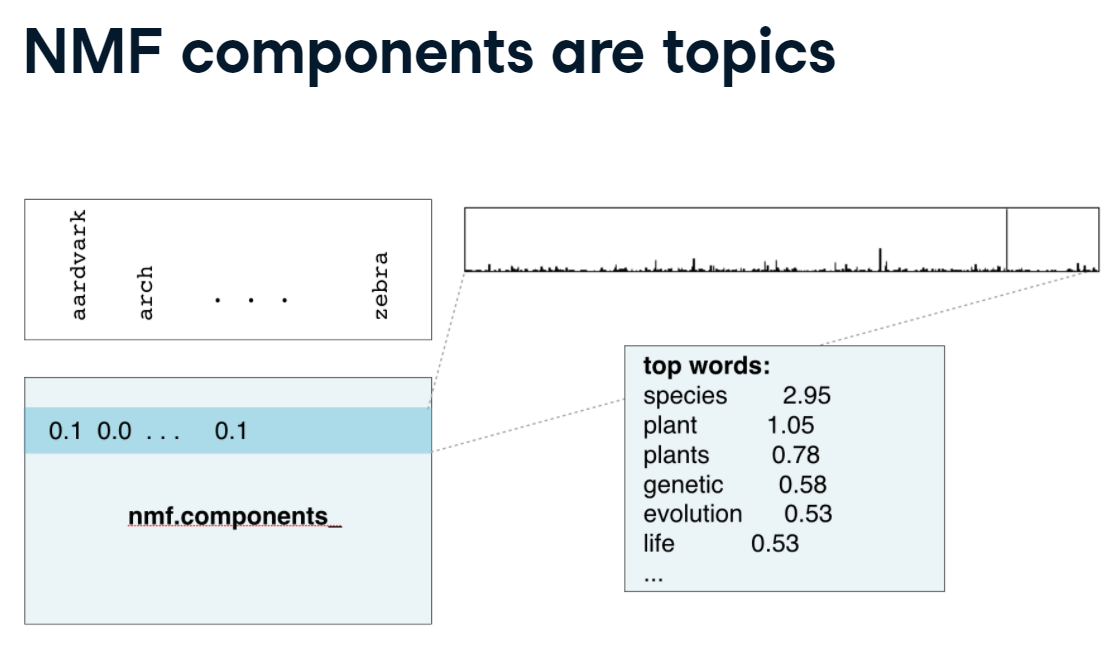 NMF components are topics
aardvark
arch
. . .
zebra
0.1 0.0 . . . 0.1
nmf.components_
top words:
species 2.95
plant 1.05
plants 0.78
genetic 0.58
evolution 0.53
life 0.53
...